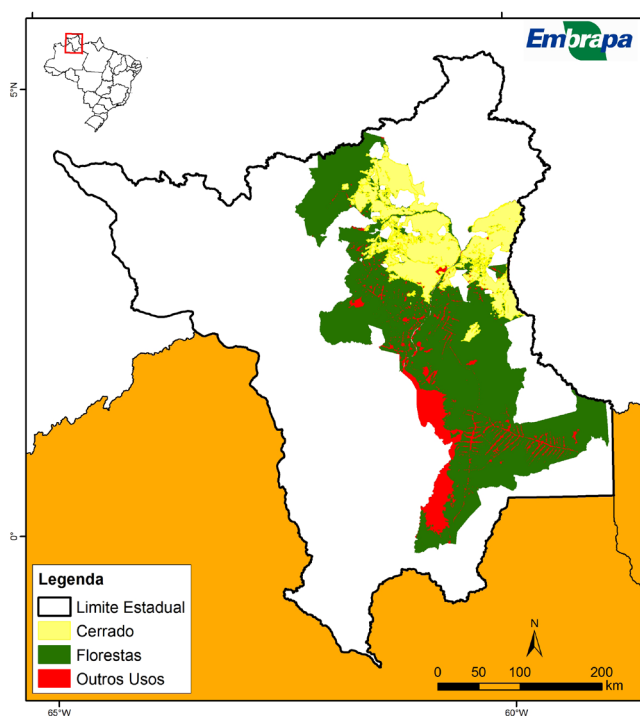 Embrapa
5°N
0°
Legenda
Limite Estadual
Cerrado
Florestas
Outros Usos
N
0 50 100 200
km
65°W
60°W